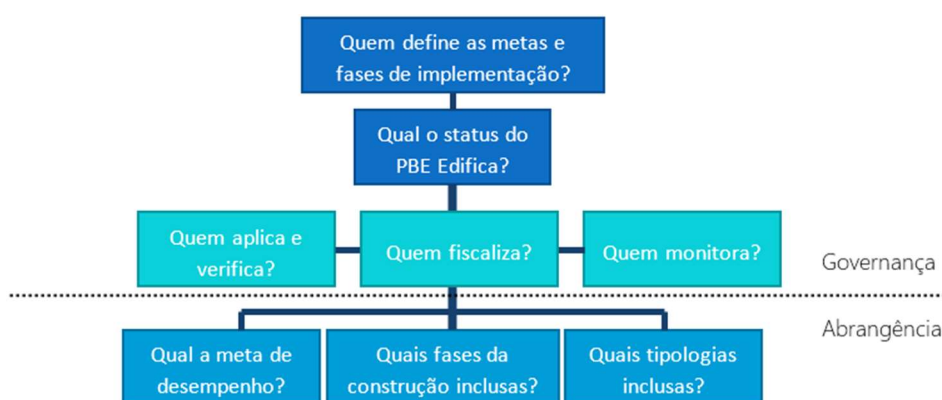 Quem define as metas e
fases de implementação?
Qual o status do
PBE Edifica?
Quem aplica e
verifica?
Quem fiscaliza?
Quem monitora?
Governança
Abrangência
Qual a meta de
desempenho?
Quais fases da
construção inclusas?
Quais tipologias
inclusas?